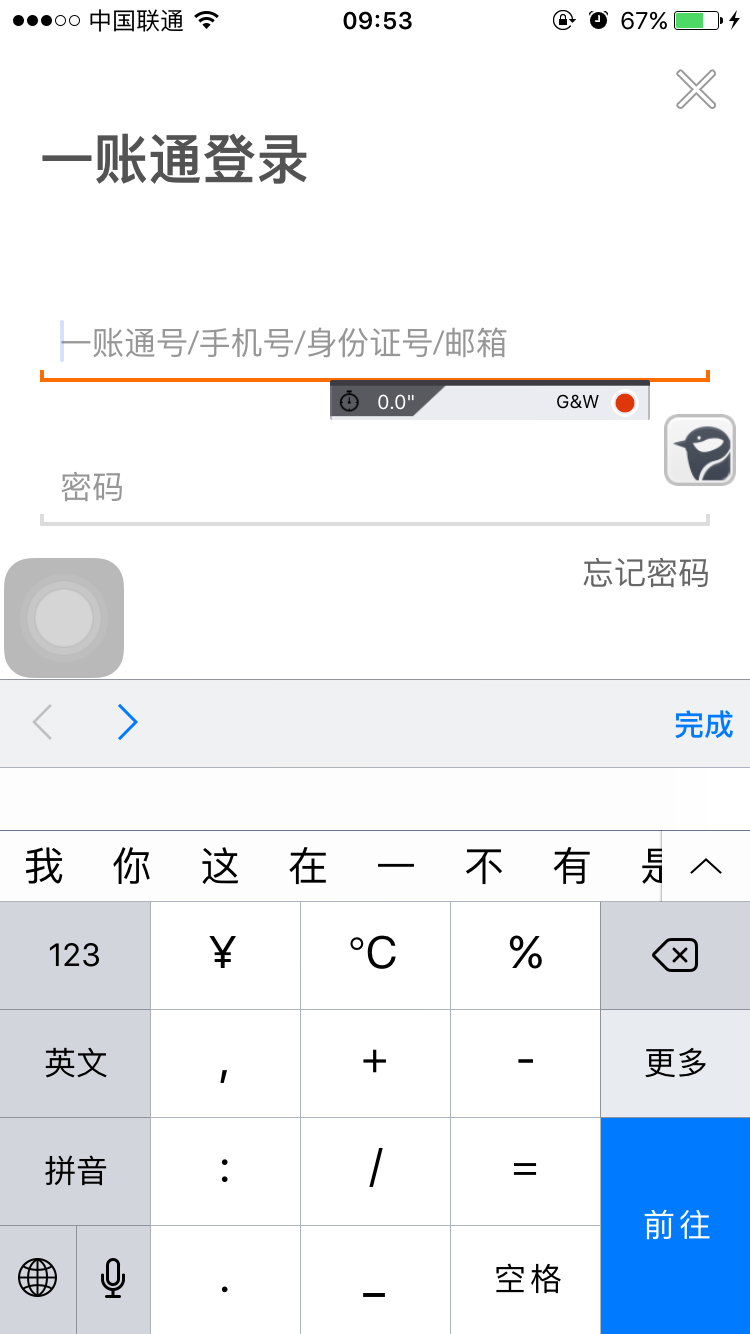 中国联通 09:53 67%
一账通登录
一账通号/手机号/身份证号/邮箱
0.0" G&W
密码
忘记密码
完成
我 你 这 在 一 不 有 是
123 ¥ °C % 
英文 , + - 更多
拼音 : / =
前往
. _ 空格